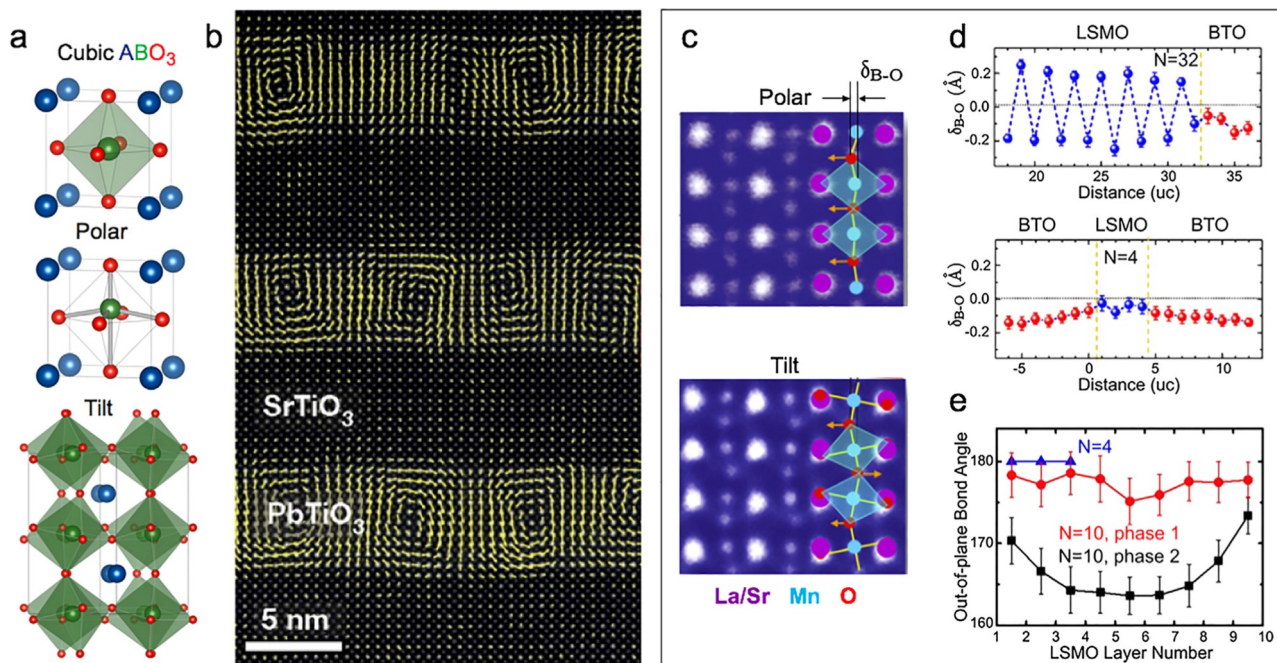 a
Cubic ABO3
Polar
Tilt
b
SrTiO3
PbTiO3
5 nm
c
δB-O
Polar
Tilt
La/Sr Mn O
d
LSMO BTO
N=32
δB-O (Å)
0.2
0.0
-0.2
20 25 30 35
Distance (uc)
BTO LSMO BTO
N=4
δB-O (Å)
0.2
0.0
-0.2
-5 0 5 10
Distance (uc)
e
Out-of-plane Bond Angle
180
170
160
N=4
N=10, phase 1
N=10, phase 2
1 2 3 4 5 6 7 8 9 10
LSMO Layer Number